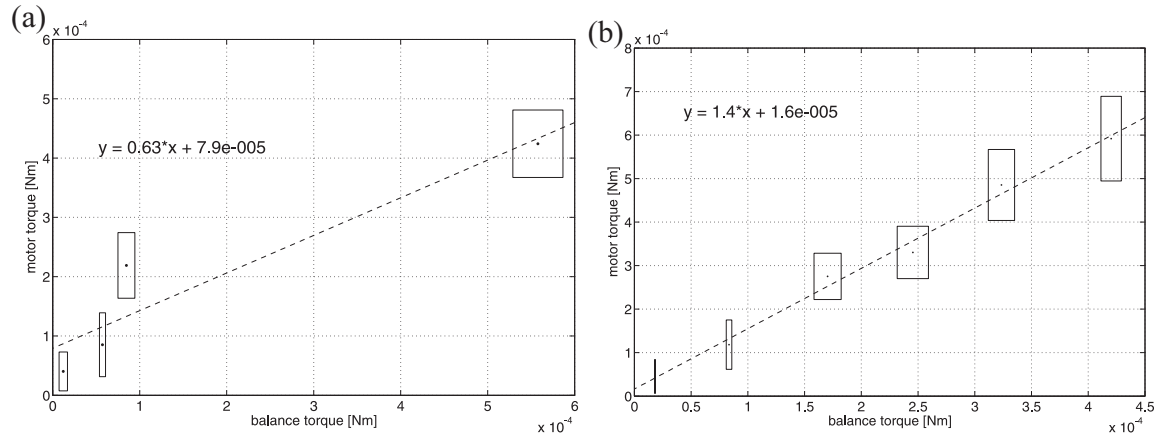 (a)
x 10⁻⁴
6
5
4
3
2
1
0
0 1 2 3 4 5 6
x 10⁻⁴
motor torque [Nm]
balance torque [Nm]
y = 0.63*x + 7.9e-005
(b)
x 10⁻⁴
8
7
6
5
4
3
2
1
0
0 0.5 1 1.5 2 2.5 3 3.5 4 4.5
x 10⁻⁴
motor torque [Nm]
balance torque [Nm]
y = 1.4*x + 1.6e-005